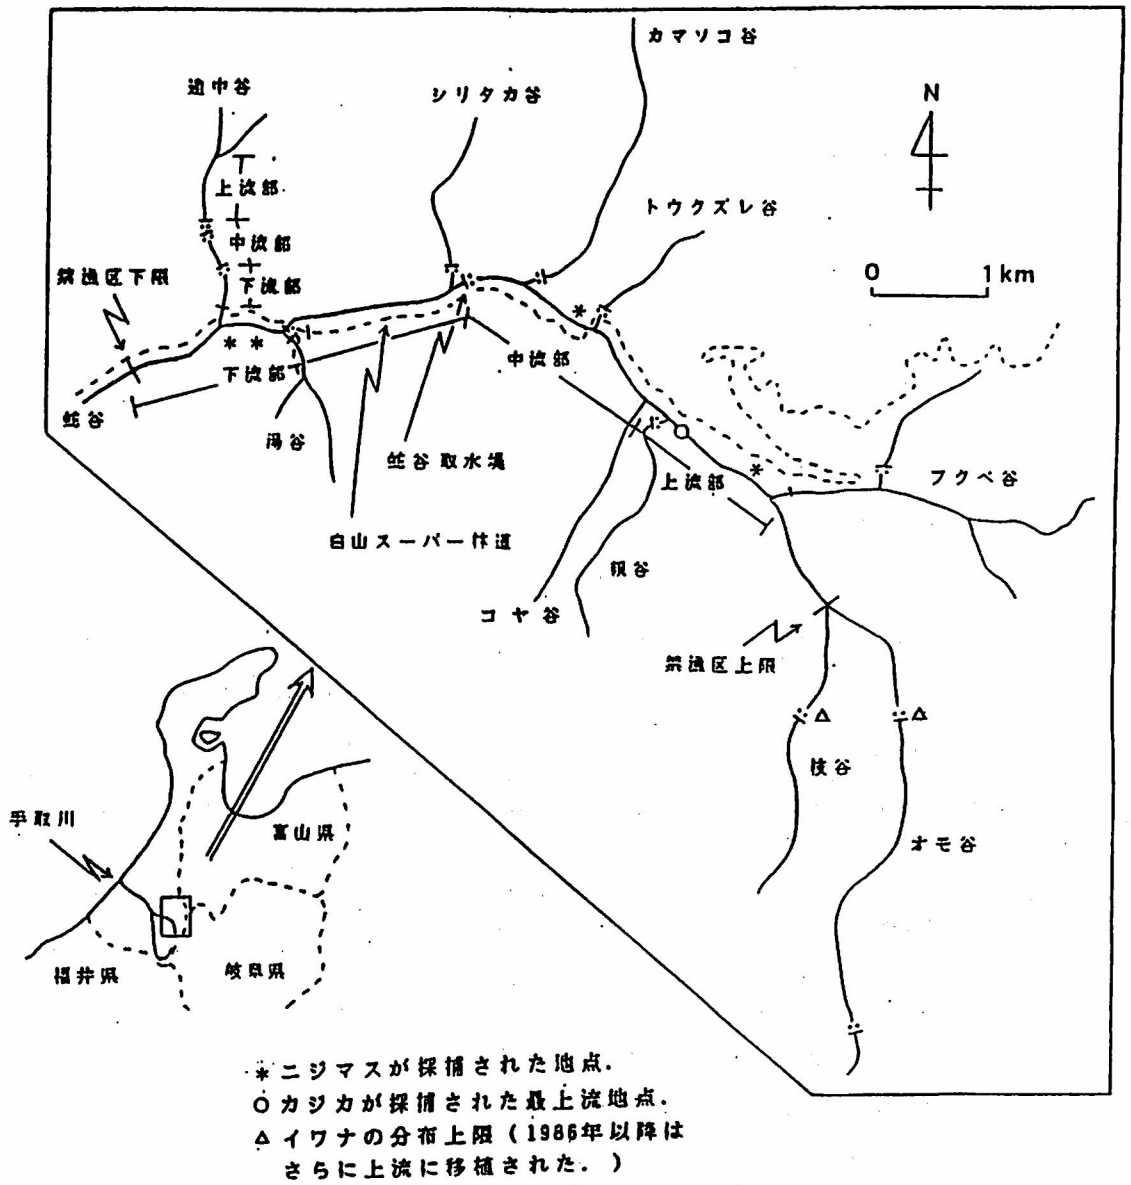 カマソコ谷
途中谷
シリタカ谷
N
上流部
トウクズレ谷
中流部
禁漁区下限
下流部
0 1km
中流部
下流部
蛇谷
湯谷
蛇谷取水場
上流部
フクベ谷
白山スーパー林道
コヤ谷
禁漁区上限
枝谷
手取川
富山県
オモ谷
福井県
岐阜県
* ニジマスが採捕された地点.
○ カジカが採捕された最上流地点.
△ イワナの分布上限(1986年以降は
さらに上流に移植された.)